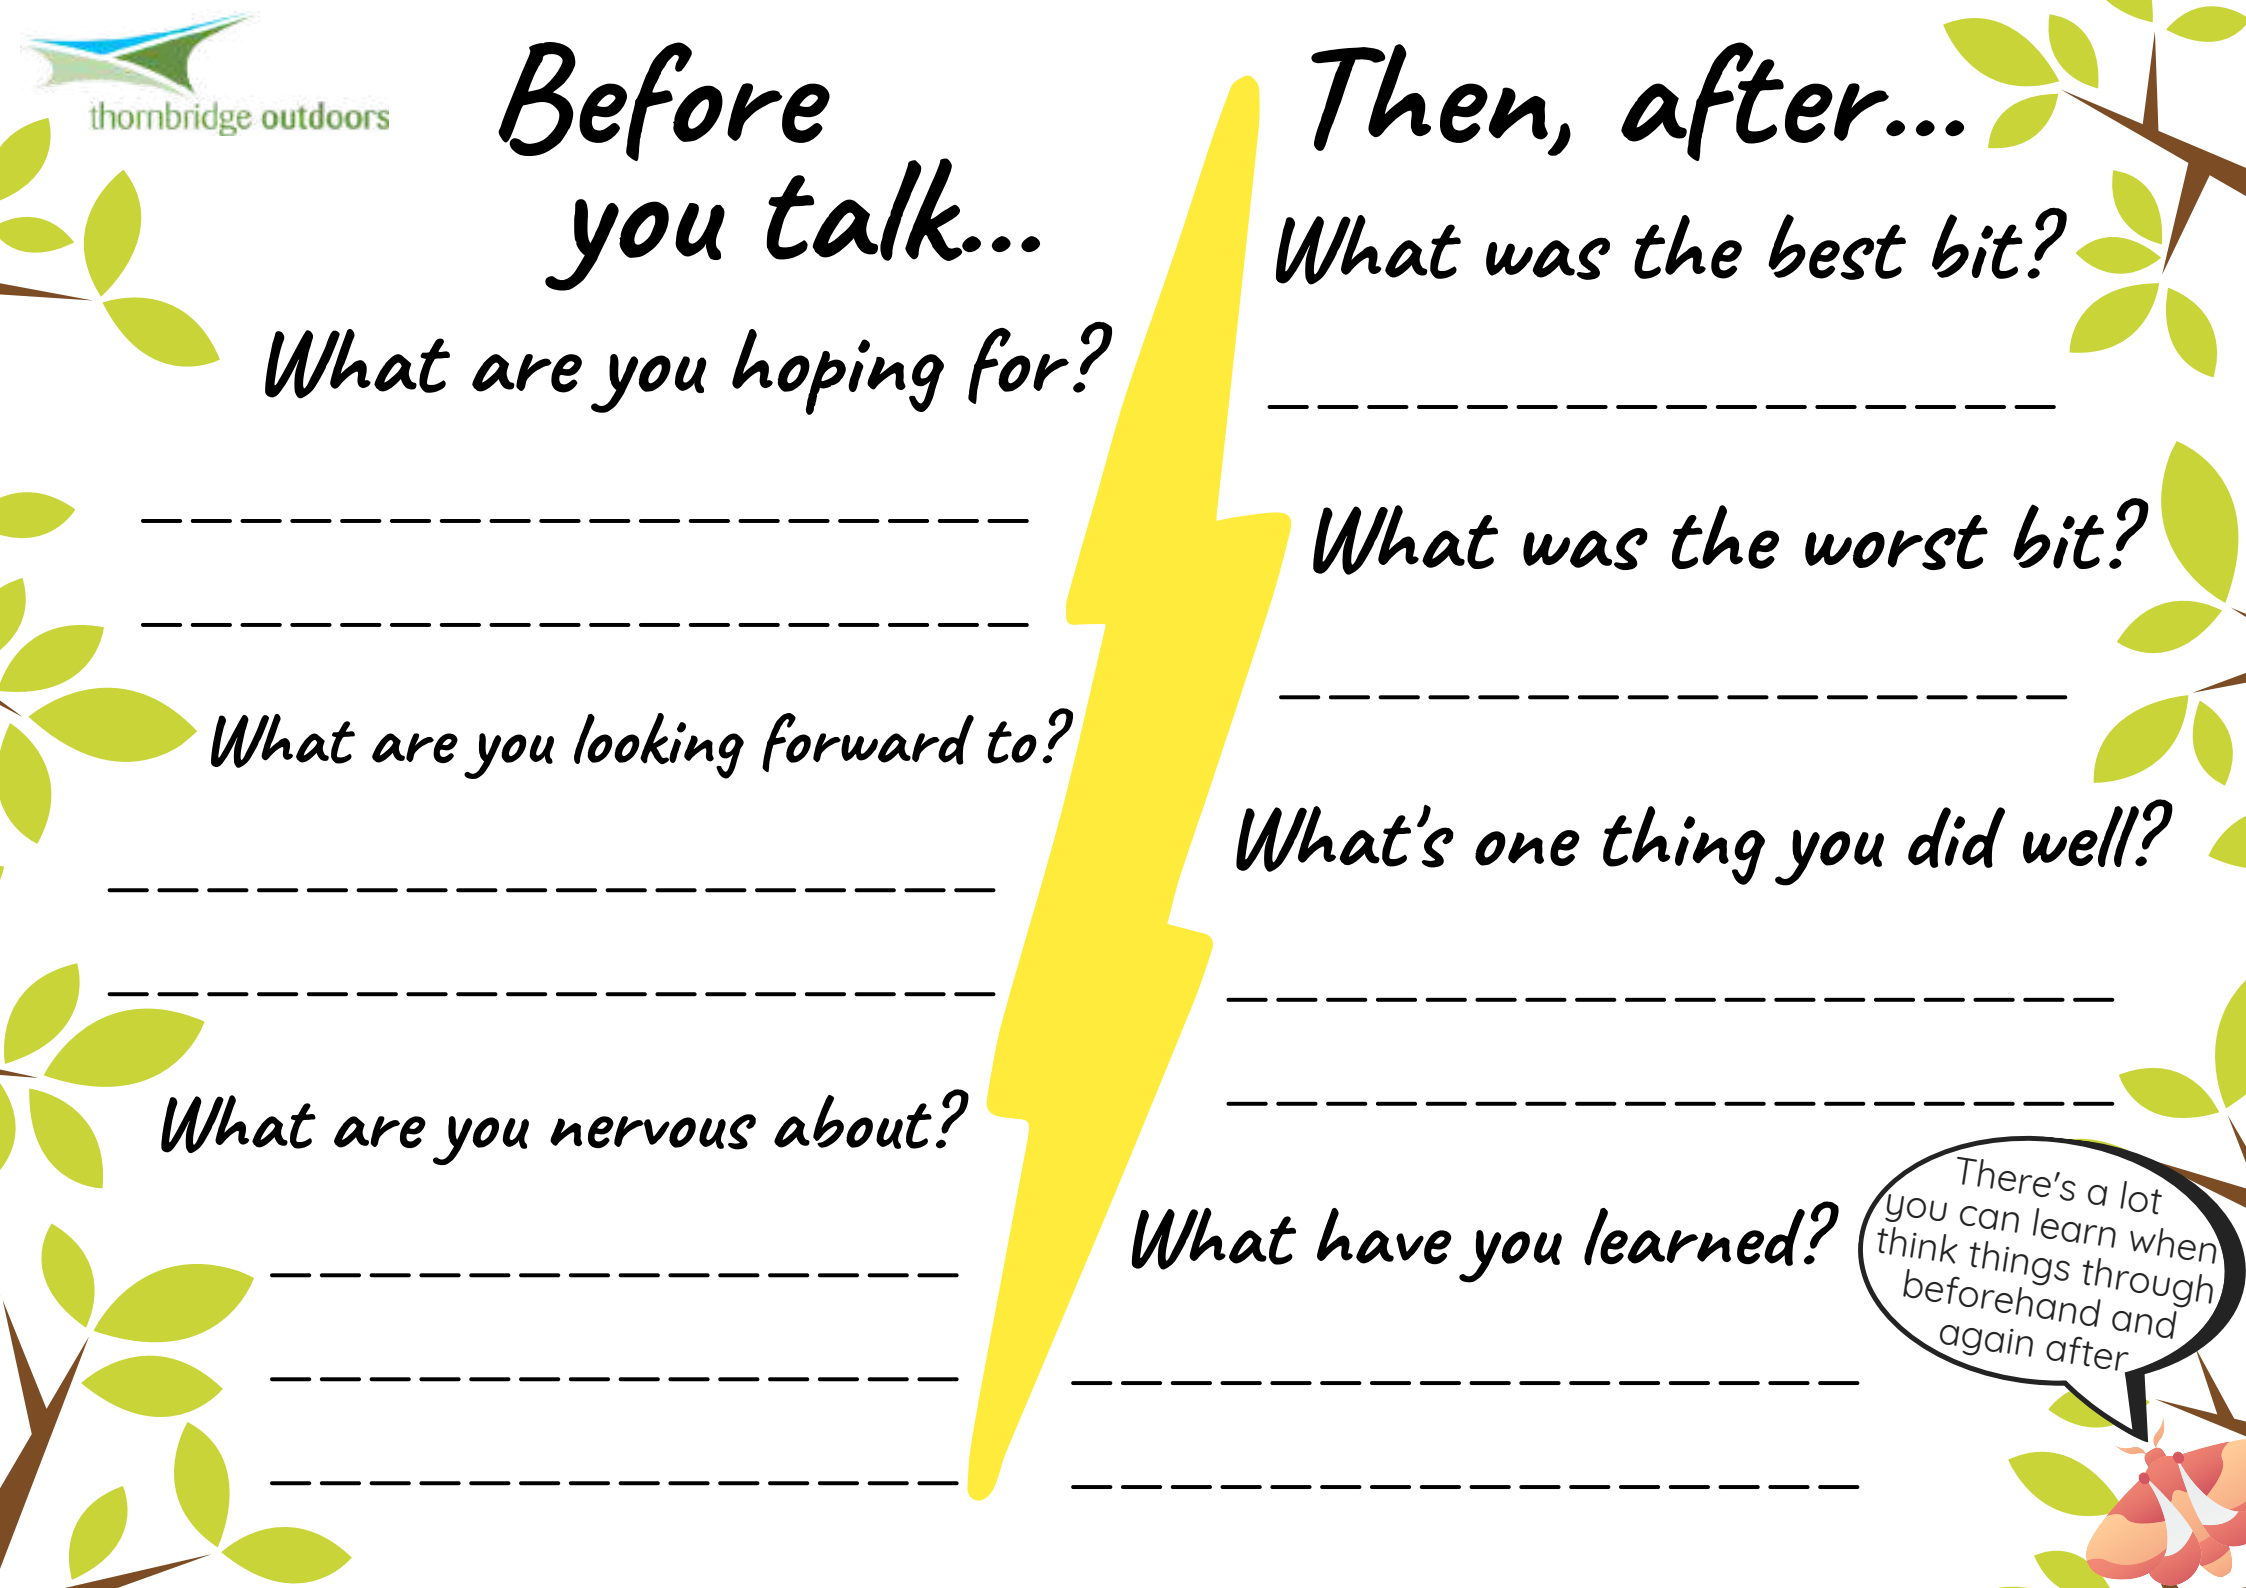 thornbridge outdoors
Before
you talk...
What are you hoping for?
What are you looking forward to?
What are you nervous about?
Then, after...
What was the best bit?
What was the worst bit?
What's one thing you did well?
What have you learned?
There's a lot
you can learn when
think things through
beforehand and
again after